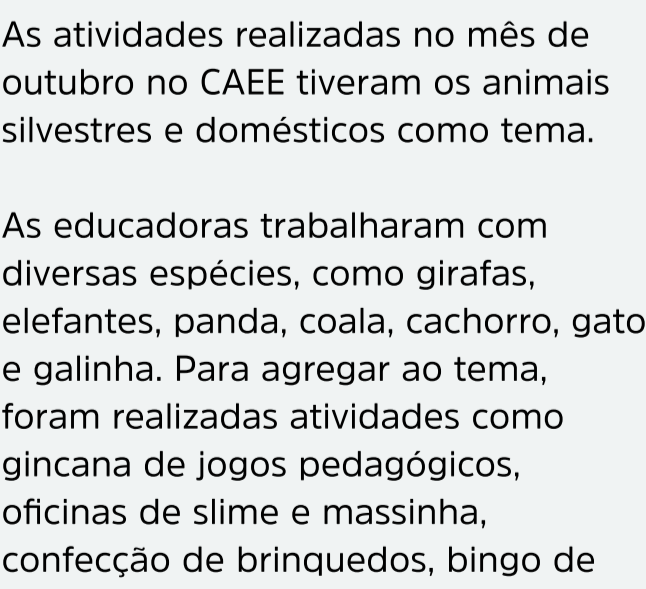 As atividades realizadas no mês de
outubro no CAEE tiveram os animais
silvestres e domésticos como tema.
As educadoras trabalharam com
diversas espécies, como girafas,
elefantes, panda, coala, cachorro, gato
e galinha. Para agregar ao tema,
foram realizadas atividades como
gincana de jogos pedagógicos,
oficinas de slime e massinha,
confecção de brinquedos, bingo de